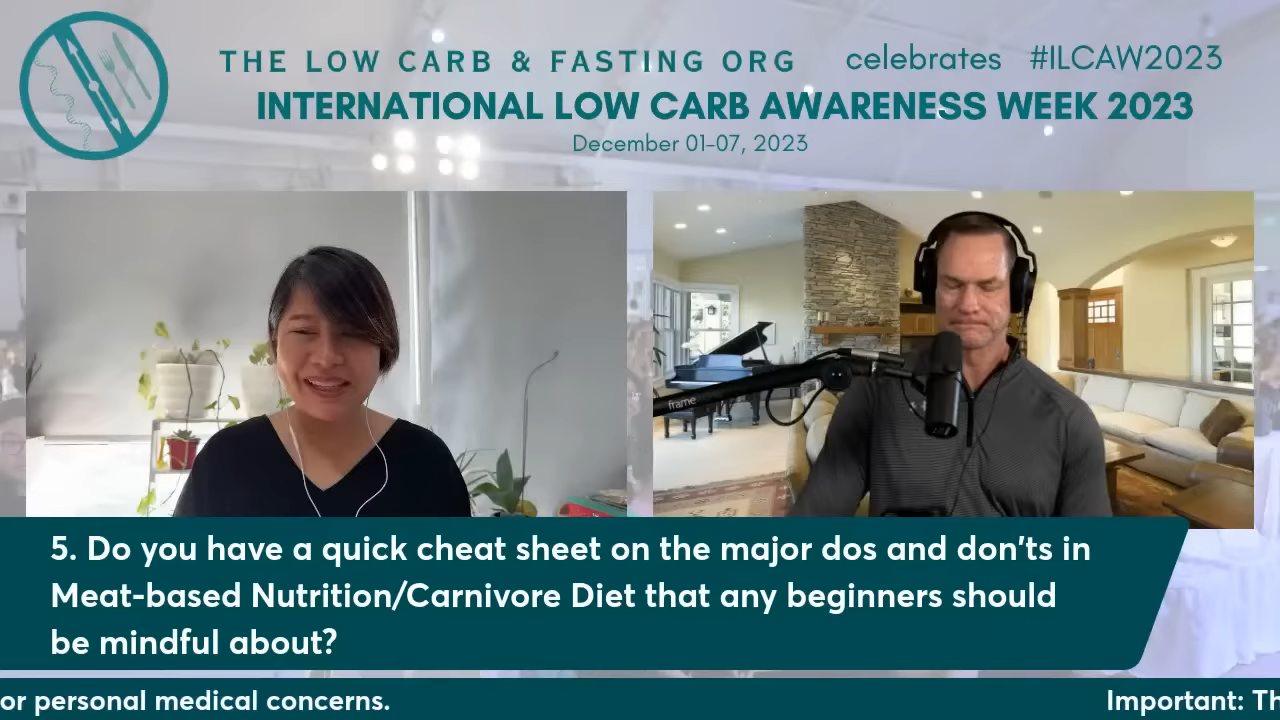 THE LOW CARB & FASTING ORG celebrates #ILCAW2023
INTERNATIONAL LOW CARB AWARENESS WEEK 2023
December 01-07, 2023
frame
5. Do you have a quick cheat sheet on the major dos and don'ts in
Meat-based Nutrition/Carnivore Diet that any beginners should
be mindful about?
or personal medical concerns. Important: Th